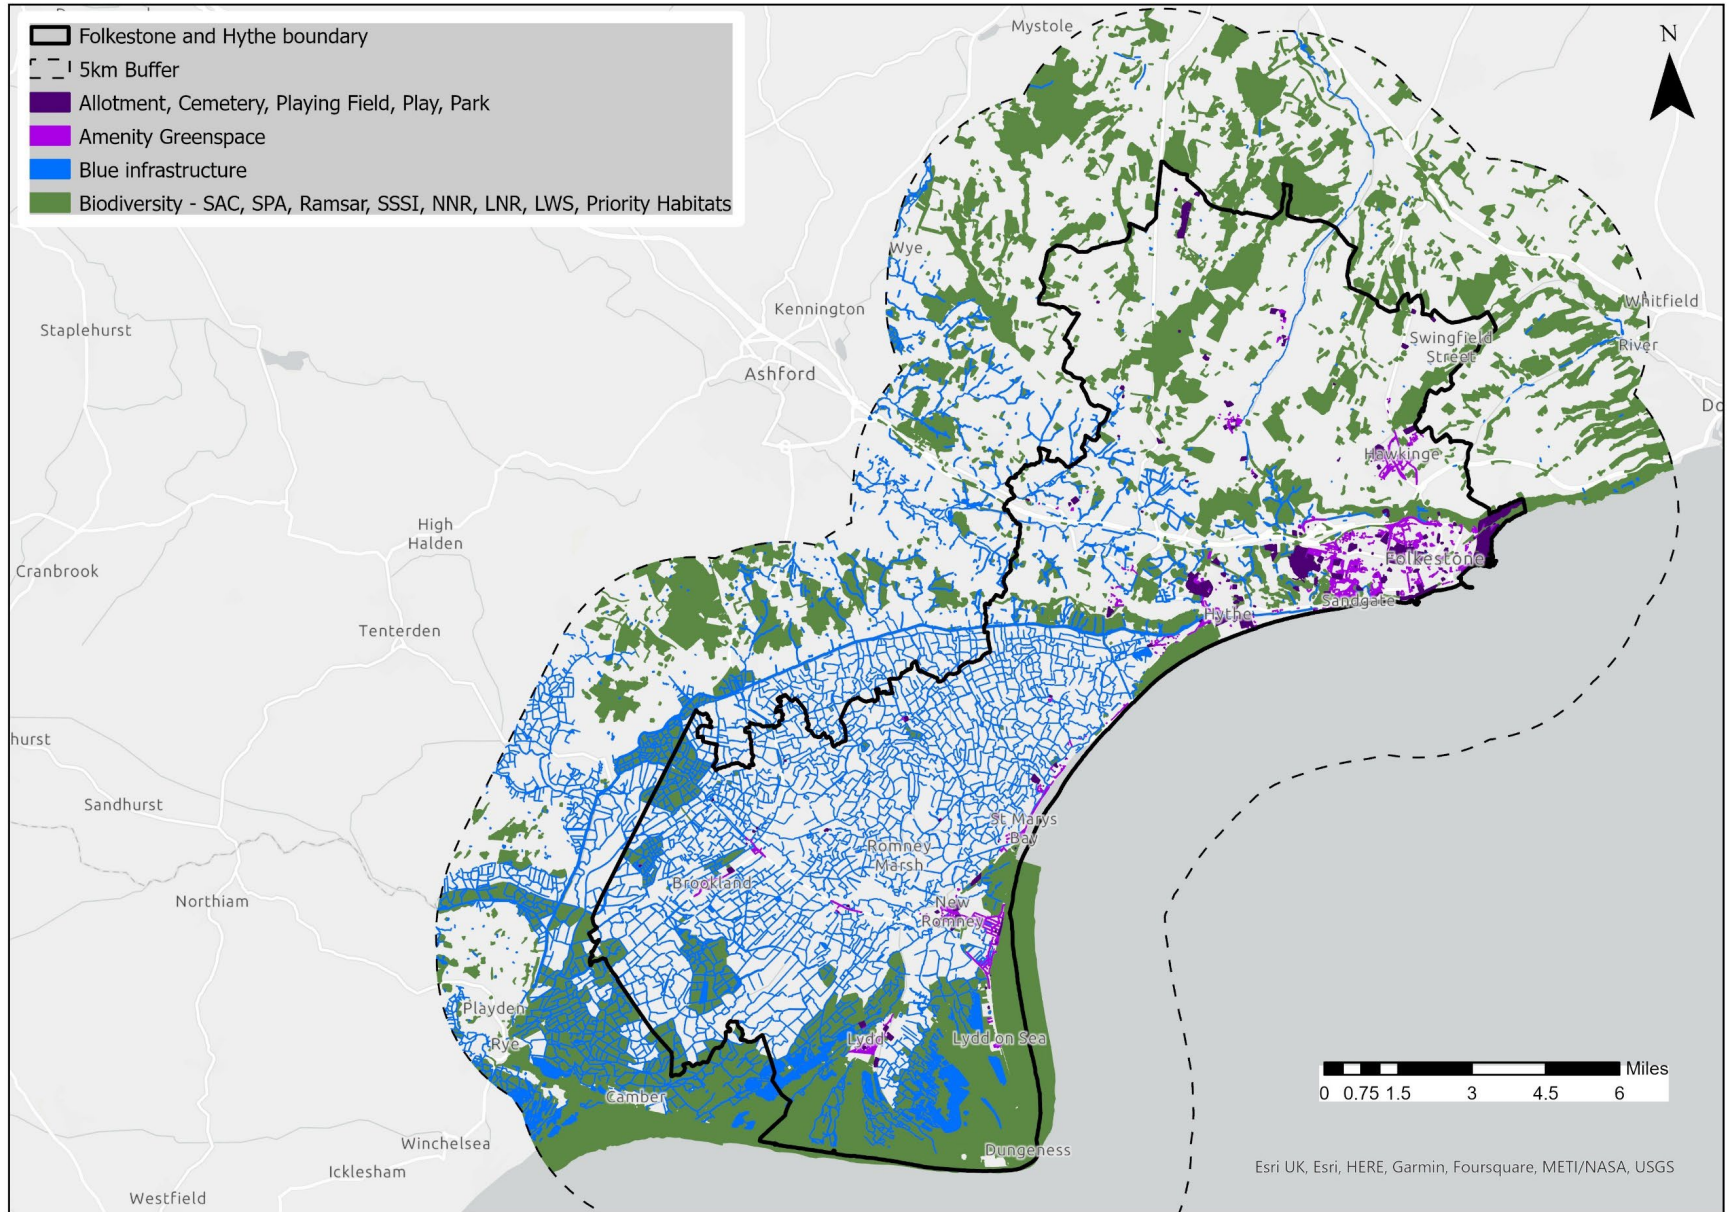 Folkestone and Hythe boundary
5km Buffer
Allotment, Cemetery, Playing Field, Play, Park
Amenity Greenspace
Blue infrastructure
Biodiversity - SAC, SPA, Ramsar, SSSI, NNR, LNR, LWS, Priority Habitats
Mystole
N
Wye
Whitfield
Kennington
Staplehurst
Swingfield
Street
River
Ashford
Do
Hawkinge
High
Halden
Folkestone
Cranbrook
Sandgate
Hythe
Tenterden
hurst
Sandhurst
St Marys
Bay
Romney
Marsh
Brookland
Northiam
New
Romney
Playden
Rye
Lydd
Lydd on Sea
Miles
0 0.75 1.5 3 4.5 6
Camber
Winchelsea
Dungeness
Icklesham
Esri UK, Esri, HERE, Garmin, Foursquare, METI/NASA, USGS
Westfield